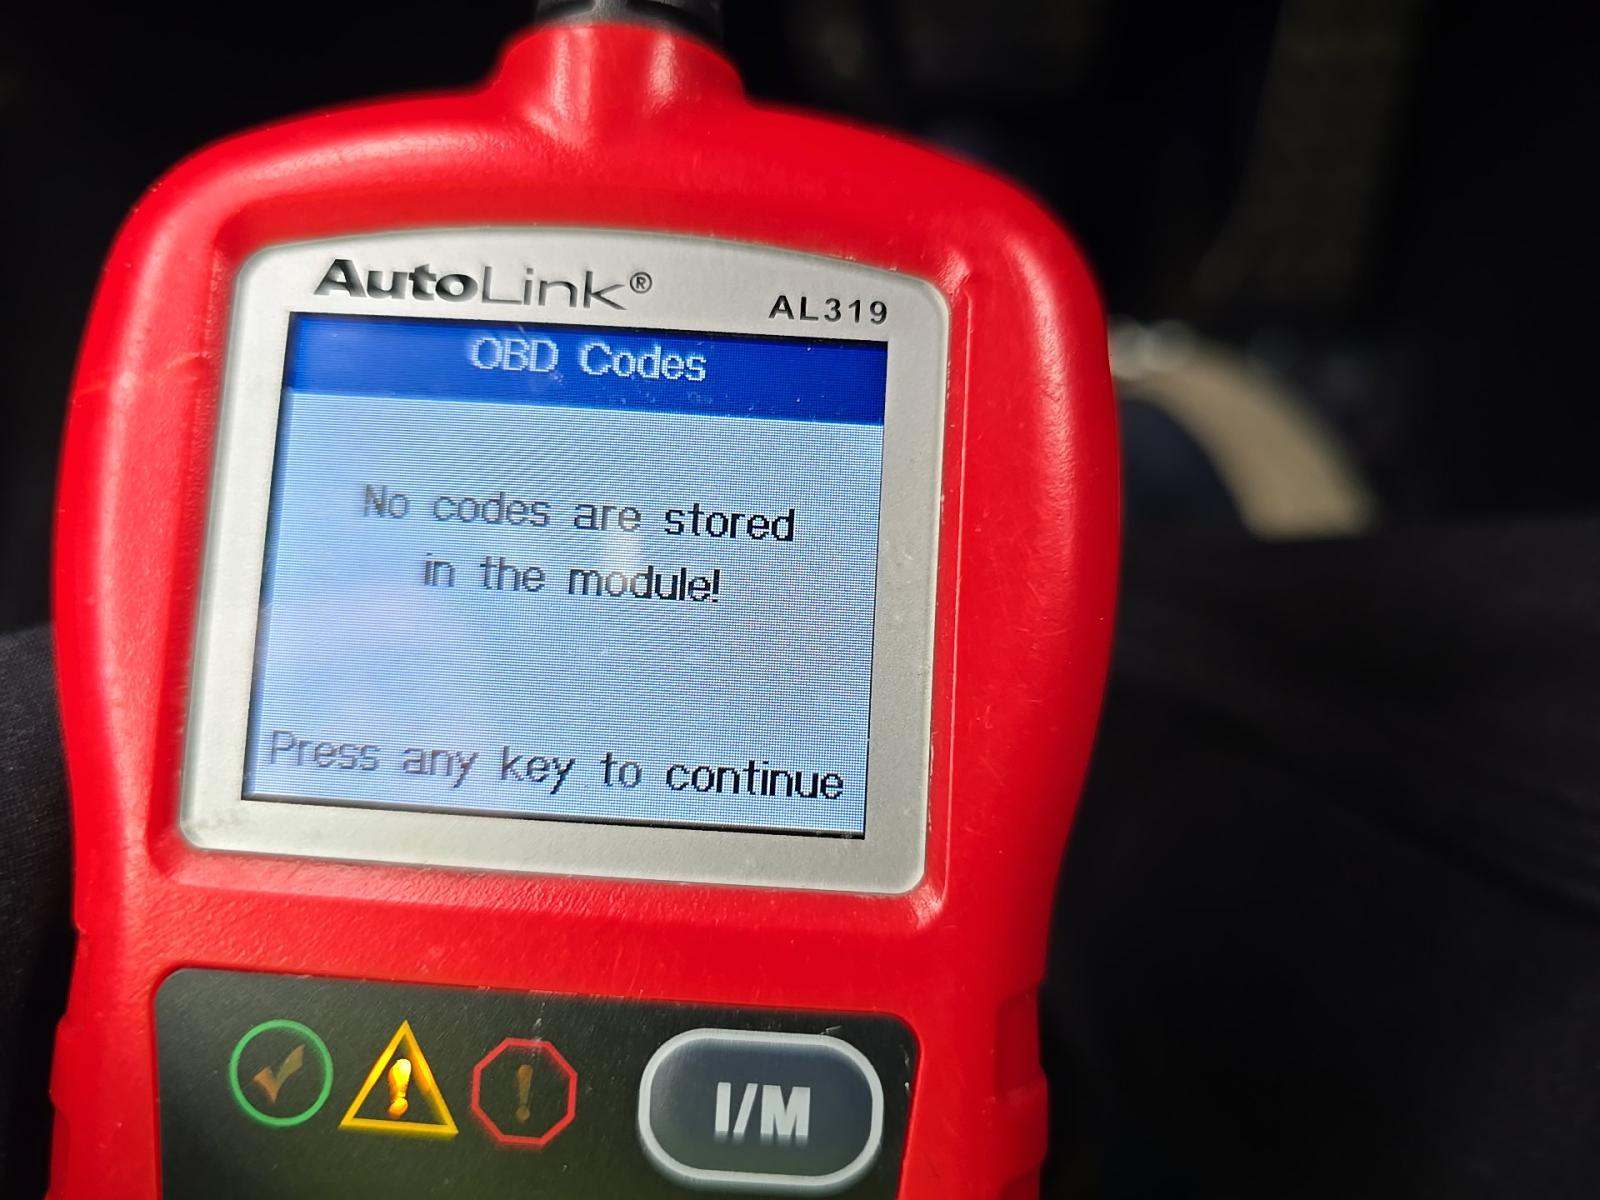 AutoLink®
AL319
OBD Codes
No codes are stored
in the module!
Press any key to continue
I/M